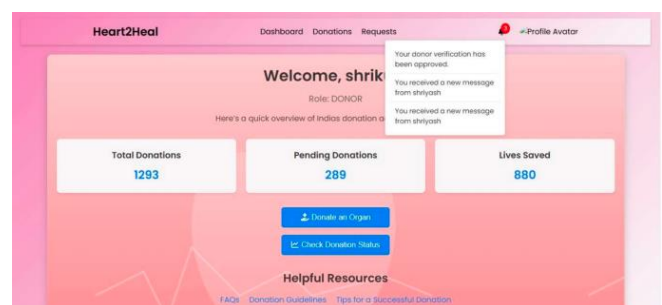 Heart2Heal
Dashboard Donations Requests
3
Profile Avatar
Your donor verification has
been approved.
You received a new message
from shriyash
You received a new message
from shriyash
Welcome, shrik
Role: DONOR
Here's a quick overview of Indias donation a
Total Donations
1293
Pending Donations
289
Lives Saved
880
Donate an Organ
Check Donation Status
Helpful Resources
FAQs Donation Guidelines Tips for a Successful Donation